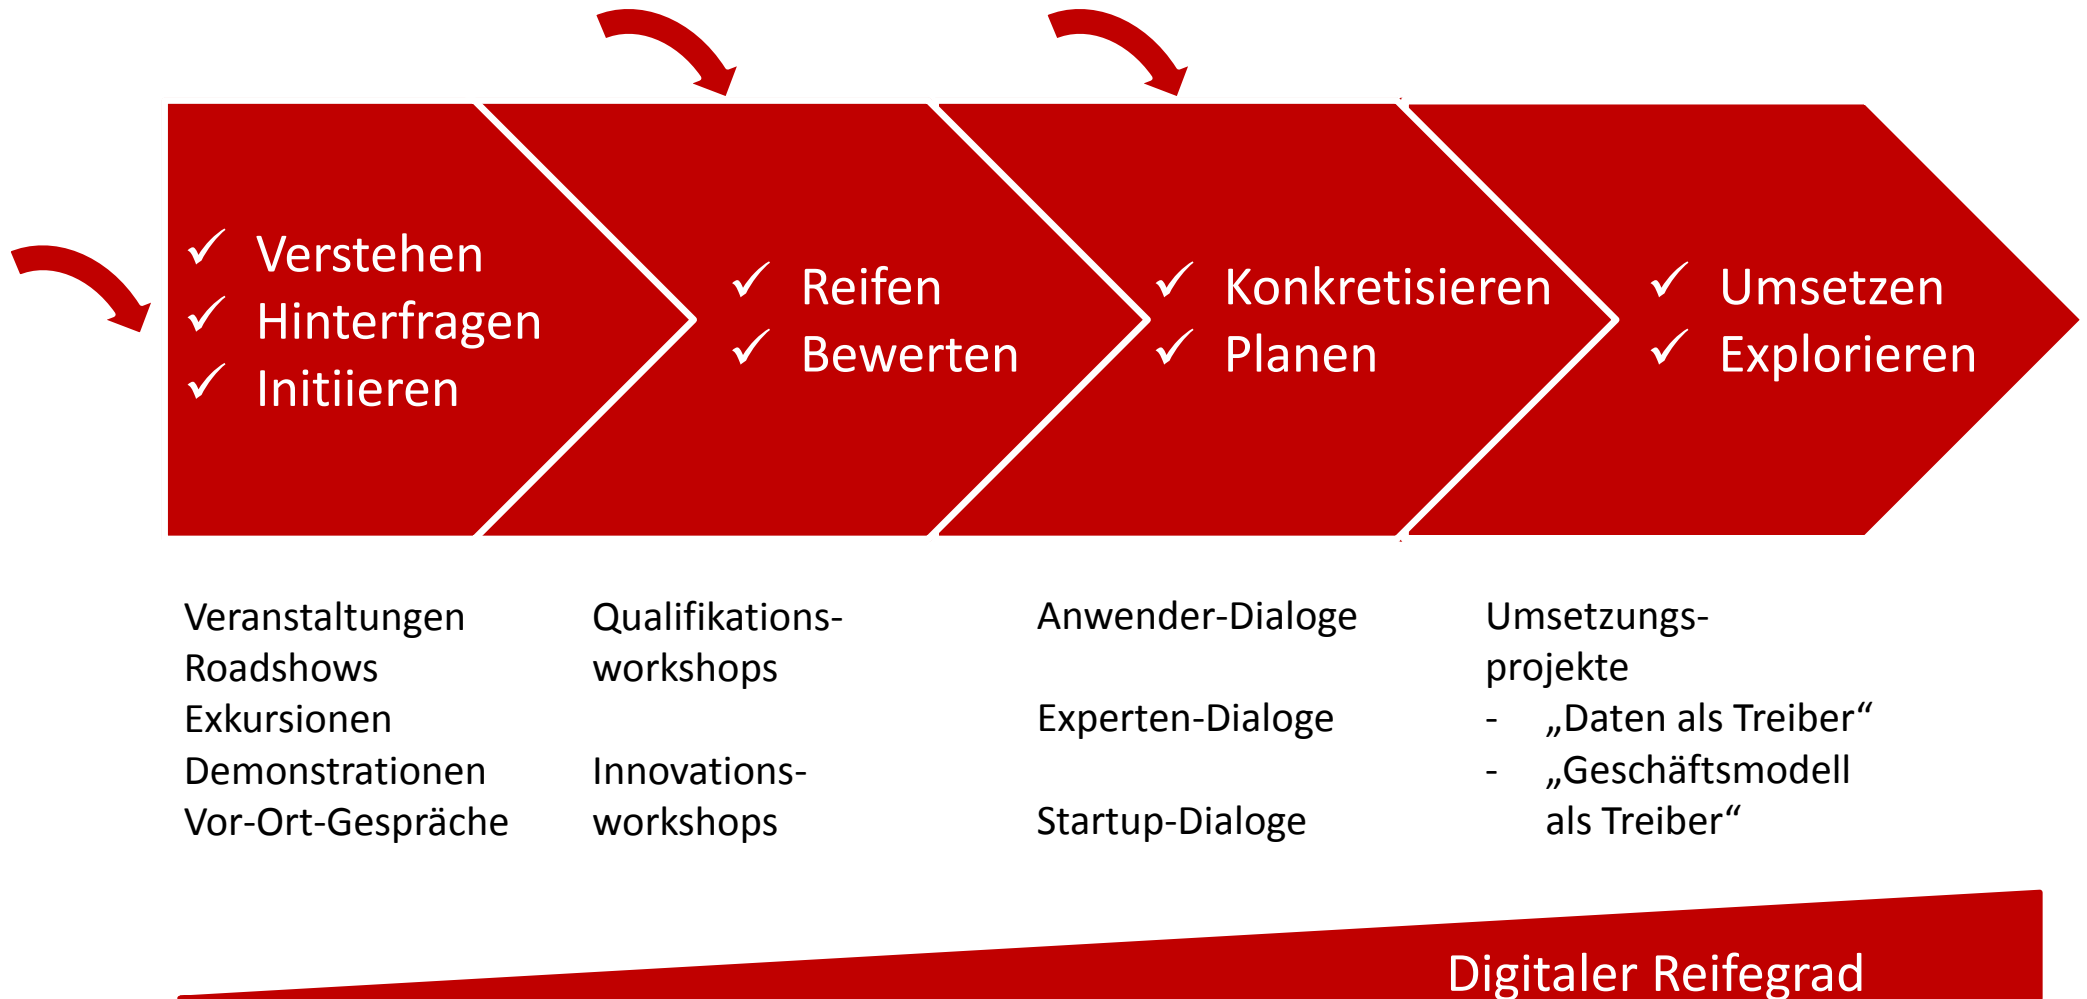 Verstehen
Hinterfragen
Initiieren
Reifen
Bewerten
Konkretisieren
Planen
Umsetzen
Explorieren
Veranstaltungen
Roadshows
Exkursionen
Demonstrationen
Vor-Ort-Gespräche
Qualifikations-
workshops
Innovations-
workshops
Anwender-Dialoge
Experten-Dialoge
Startup-Dialoge
Umsetzungs-
projekte
- „Daten als Treiber“
- „Geschäftsmodell
als Treiber“
Digitaler Reifegrad